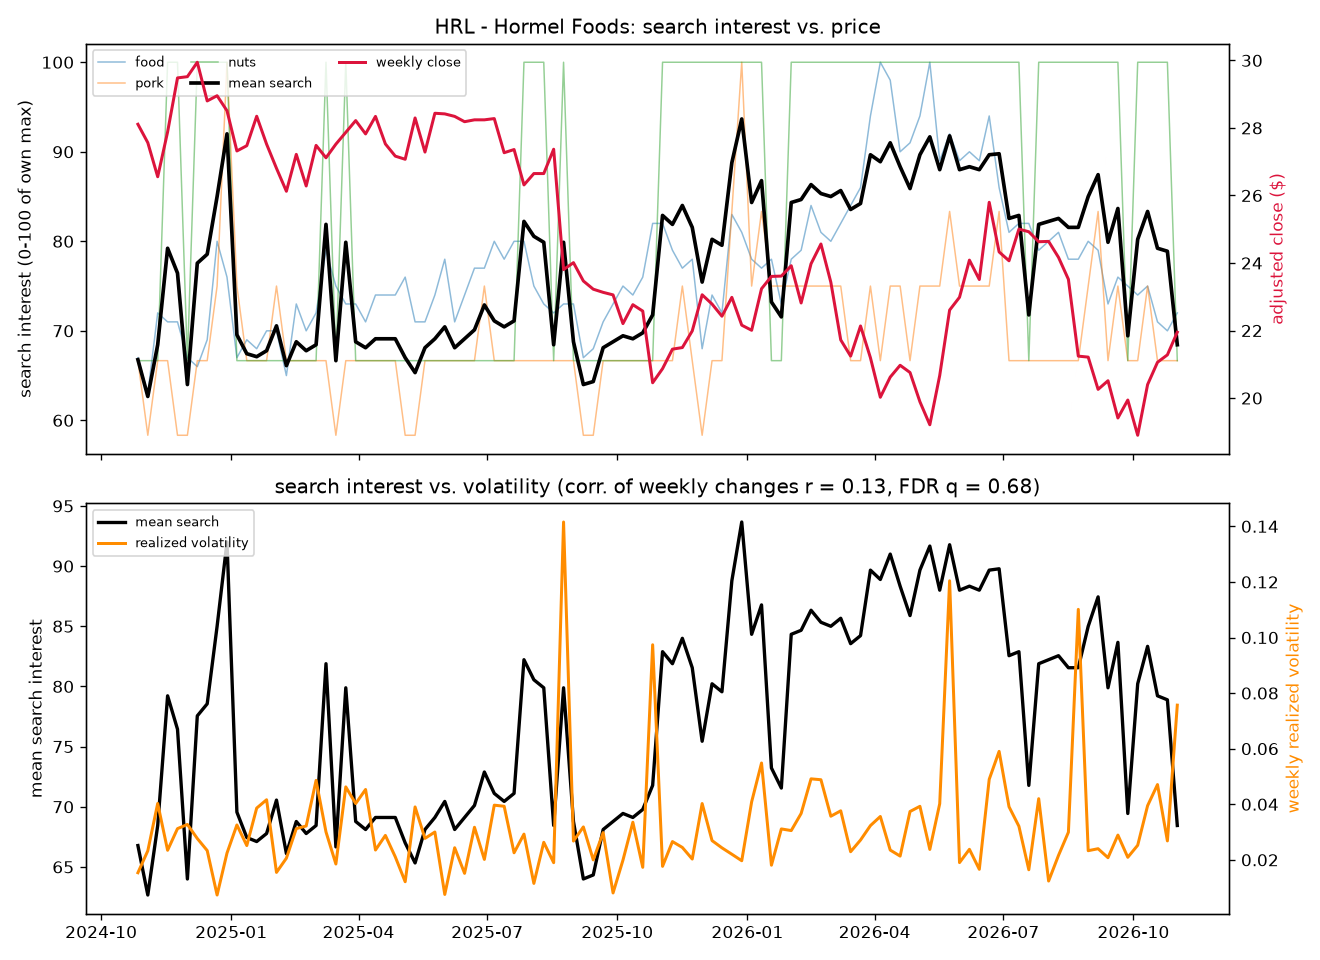 HRL - Hormel Foods: search interest vs. price
food
pork
nuts
mean search
weekly close
100
90
80
70
60
search interest (0-100 of own max)
30
28
26
24
22
20
adjusted close ($)
search interest vs. volatility (corr. of weekly changes r = 0.13, FDR q = 0.68)
mean search
realized volatility
95
90
85
80
75
70
65
mean search interest
0.14
0.12
0.10
0.08
0.06
0.04
0.02
weekly realized volatility
2024-10
2025-01
2025-04
2025-07
2025-10
2026-01
2026-04
2026-07
2026-10